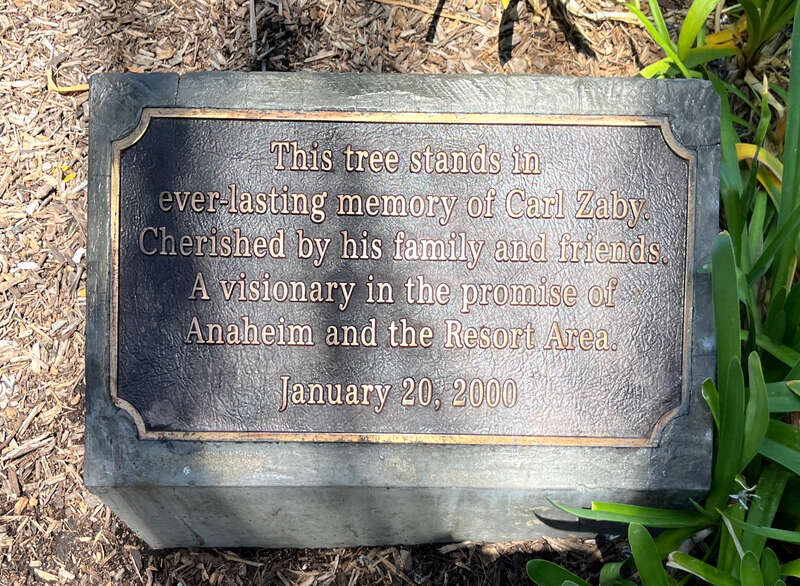 This tree stands in
ever-lasting memory of Carl Zaby.
Cherished by his family and friends.
A visionary in the promise of
Anaheim and the Resort Area.
January 20, 2000